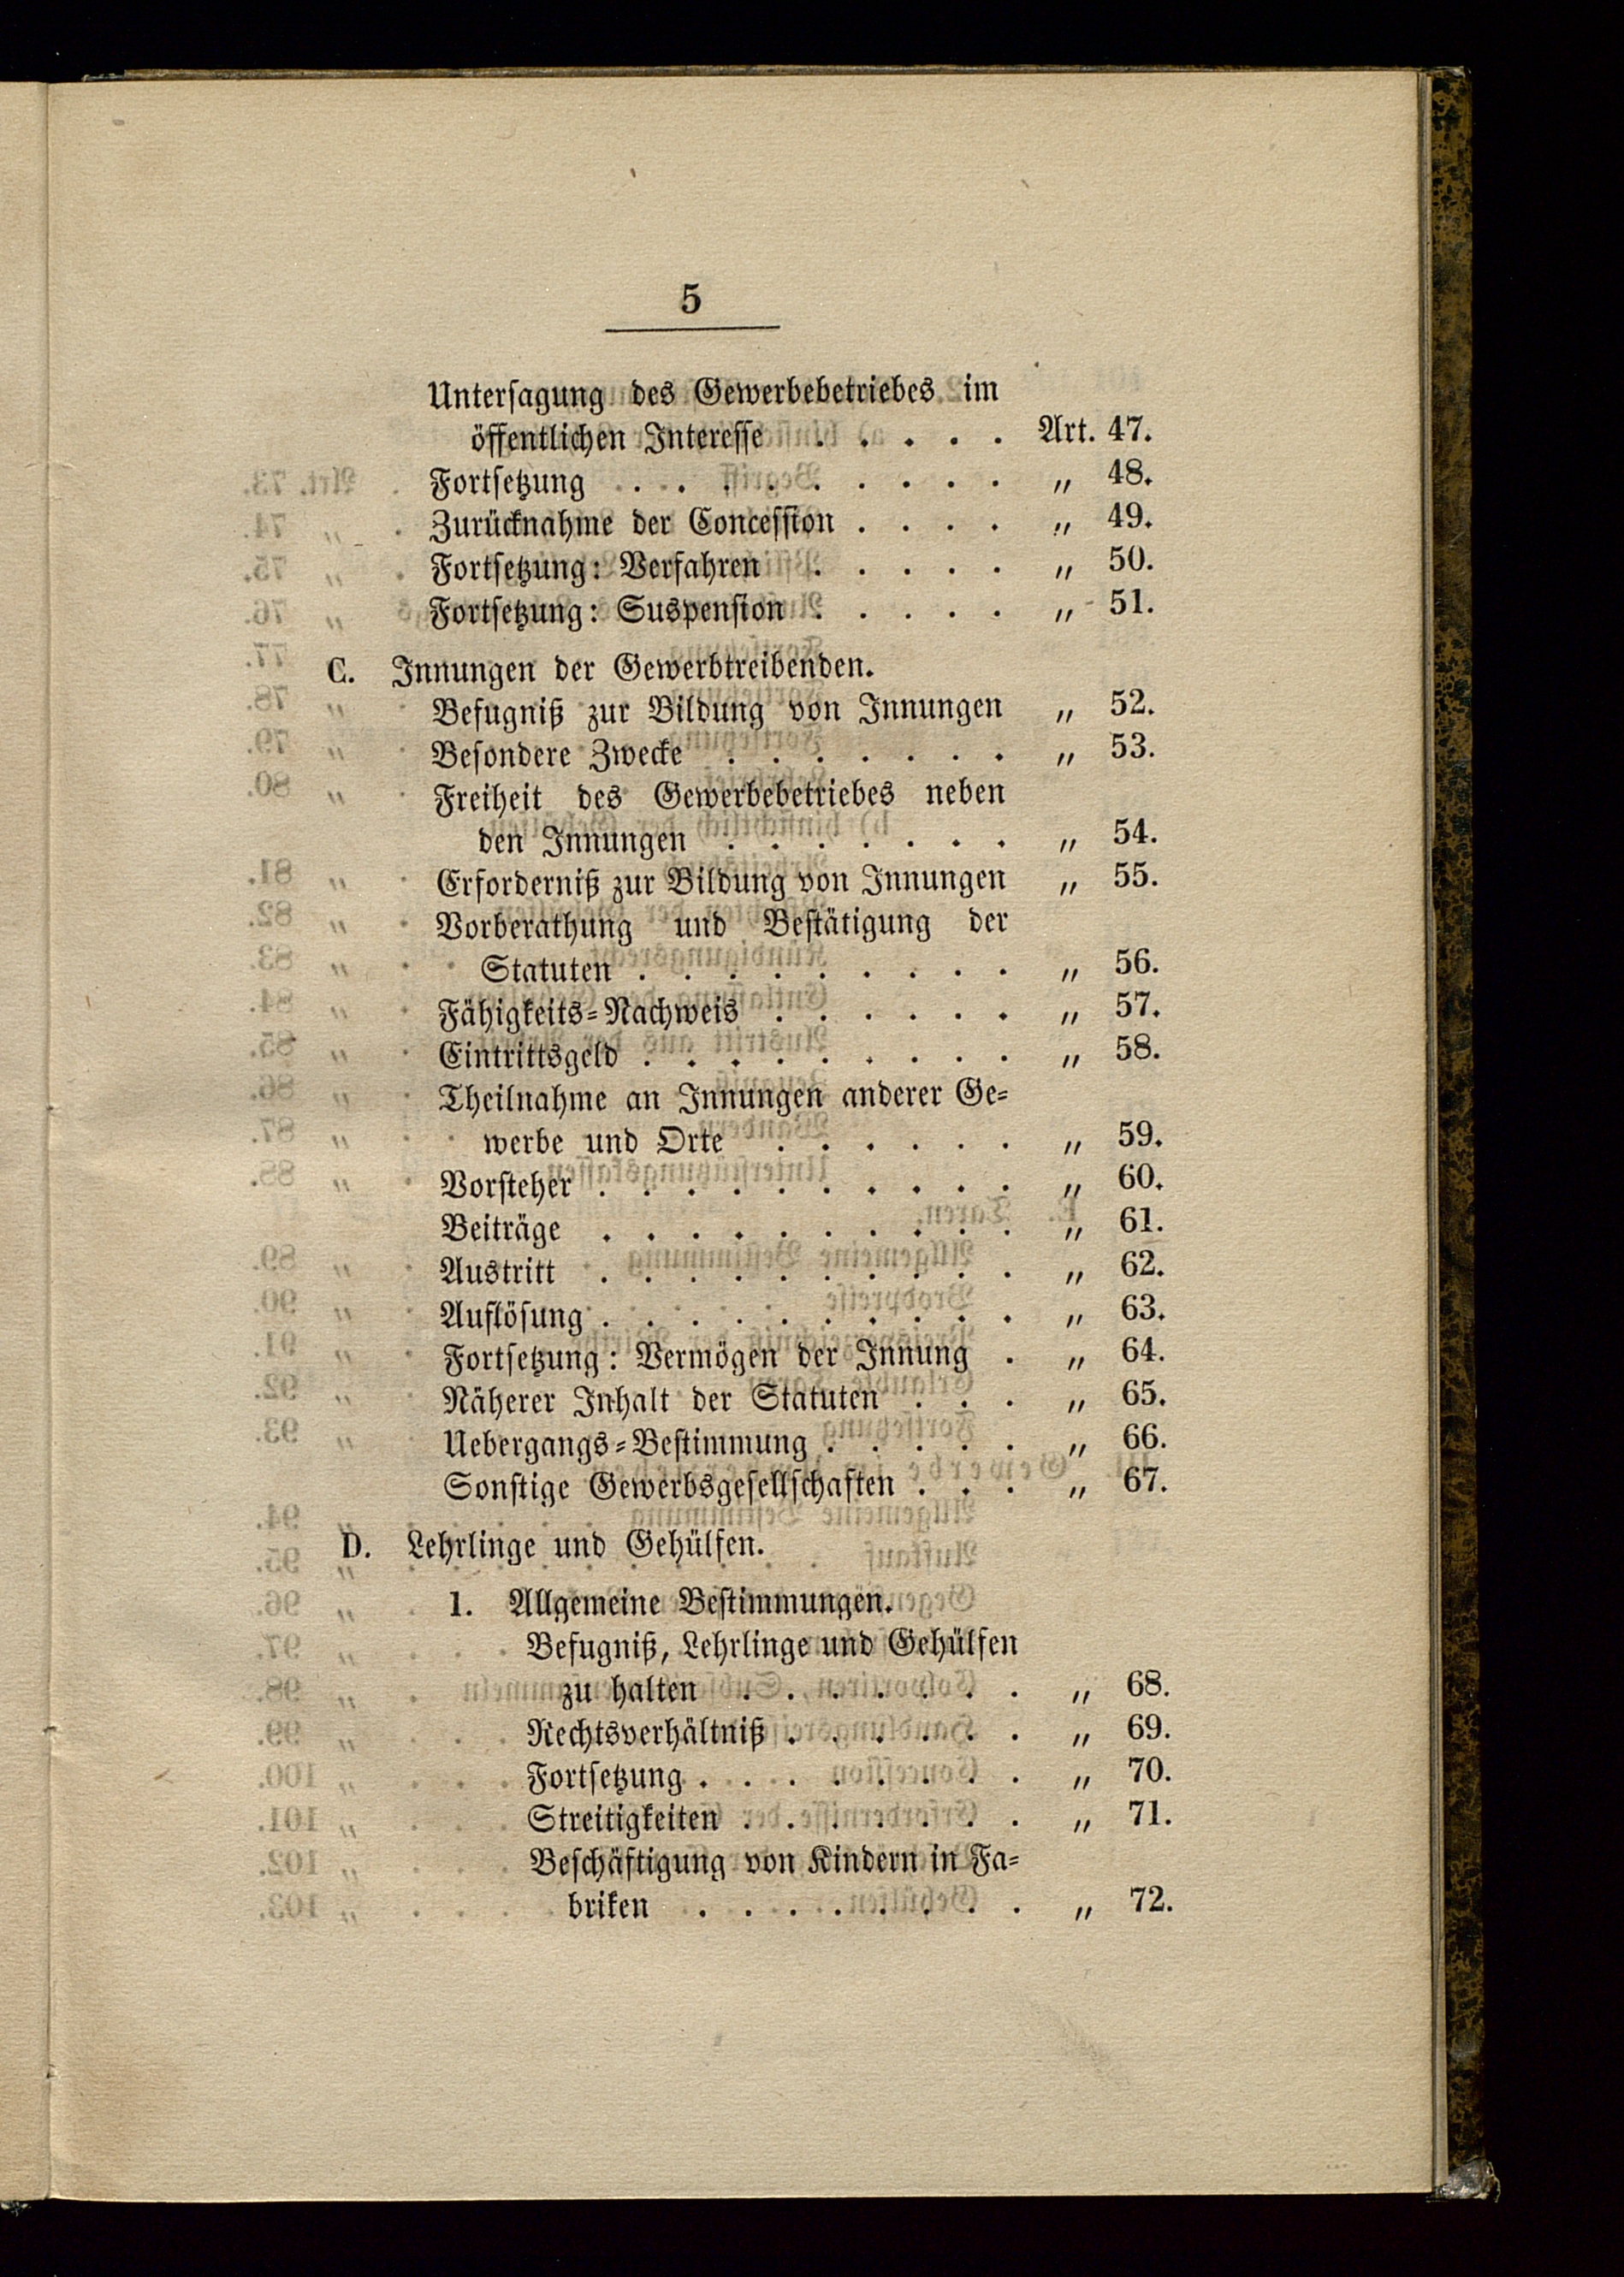 5
Untersagung des Gewerbebetriebes im
öffentlichen Interesse . . . . . Art. 47.
Fortsetzung . . . . . . . . . „ 48.
Zurücknahme der Concession . . . . „ 49.
Fortsetzung: Verfahren . . . . . „ 50.
Fortsetzung: Suspension . . . . . „ 51.
C. Innungen der Gewerbtreibenden.
Befugniß zur Bildung von Innungen „ 52.
Besondere Zwecke . . . . . . . „ 53.
Freiheit des Gewerbebetriebes neben
den Innungen . . . . . . . „ 54.
Erforderniß zur Bildung von Innungen „ 55.
Vorberathung und Bestätigung der
Statuten . . . . . . . . . „ 56.
Fähigkeits-Nachweis . . . . . . „ 57.
Eintrittsgeld . . . . . . . . . „ 58.
Theilnahme an Innungen anderer Ge-
werbe und Orte . . . . . . „ 59.
Vorsteher . . . . . . . . . . „ 60.
Beiträge . . . . . . . . . . „ 61.
Austritt . . . . . . . . . . „ 62.
Auflösung . . . . . . . . . . „ 63.
Fortsetzung: Vermögen der Innung . „ 64.
Näherer Inhalt der Statuten . . . „ 65.
Uebergangs-Bestimmung . . . . . „ 66.
Sonstige Gewerbsgesellschaften . . . „ 67.
D. Lehrlinge und Gehülfen.
1. Allgemeine Bestimmungen.
Befugniß, Lehrlinge und Gehülfen
zu halten . . . . . . . „ 68.
Rechtsverhältniß . . . . . . „ 69.
Fortsetzung . . . . . . . . „ 70.
Streitigkeiten . . . . . . . „ 71.
Beschäftigung von Kindern in Fa-
briken . . . . . . . . „ 72.